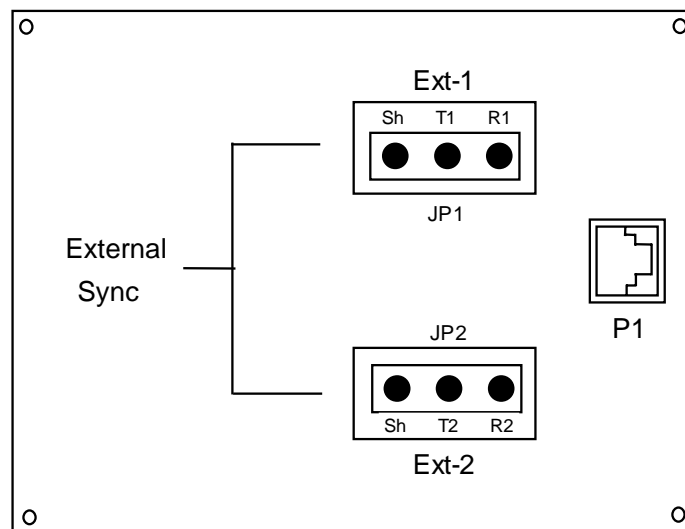 Ext-1
Sh T1 R1
JP1
External
Sync
P1
JP2
Sh T2 R2
Ext-2